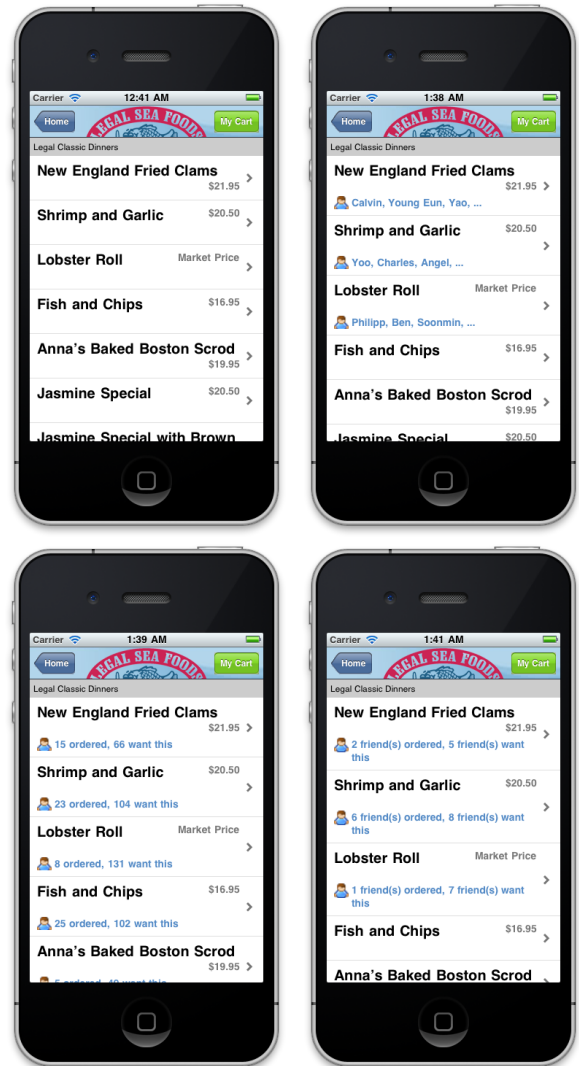 Carrier 12:41 AM
Home LEGAL SEA FOODS My Cart
Legal Classic Dinners
New England Fried Clams
$21.95
Shrimp and Garlic $20.50
Lobster Roll Market Price
Fish and Chips $16.95
Anna's Baked Boston Scrod
$19.95
Jasmine Special $20.50
Jasmine Special with Brown
Carrier 1:38 AM
Home LEGAL SEA FOODS My Cart
Legal Classic Dinners
New England Fried Clams
$21.95
Calvin, Young Eun, Yao, ...
Shrimp and Garlic $20.50
Yoo, Charles, Angel, ...
Lobster Roll Market Price
Philipp, Ben, Soonmin, ...
Fish and Chips $16.95
Anna's Baked Boston Scrod
$19.95
Jasmine Special $20.50
Carrier 1:39 AM
Home LEGAL SEA FOODS My Cart
Legal Classic Dinners
New England Fried Clams
$21.95
15 ordered, 66 want this
Shrimp and Garlic $20.50
23 ordered, 104 want this
Lobster Roll Market Price
8 ordered, 131 want this
Fish and Chips $16.95
25 ordered, 102 want this
Anna's Baked Boston Scrod
$19.95
Carrier 1:41 AM
Home LEGAL SEA FOODS My Cart
Legal Classic Dinners
New England Fried Clams
$21.95
2 friend(s) ordered, 5 friend(s) want
this
Shrimp and Garlic $20.50
6 friend(s) ordered, 8 friend(s) want
this
Lobster Roll Market Price
1 friend(s) ordered, 7 friend(s) want
this
Fish and Chips $16.95
Anna's Baked Boston Scrod